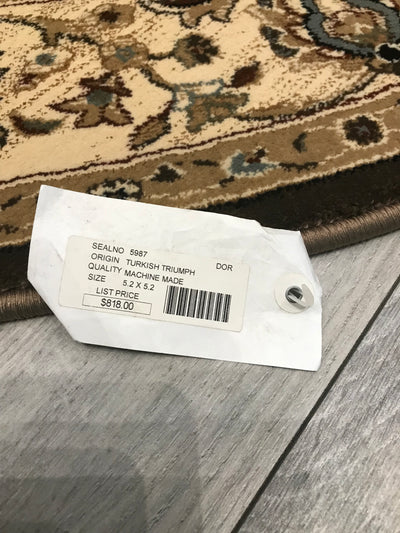 SEALNO 5987
ORIGIN TURKISH TRIUMPH DOR
QUALITY MACHINE MADE
SIZE 5.2 X 5.2
LIST PRICE
$818.00